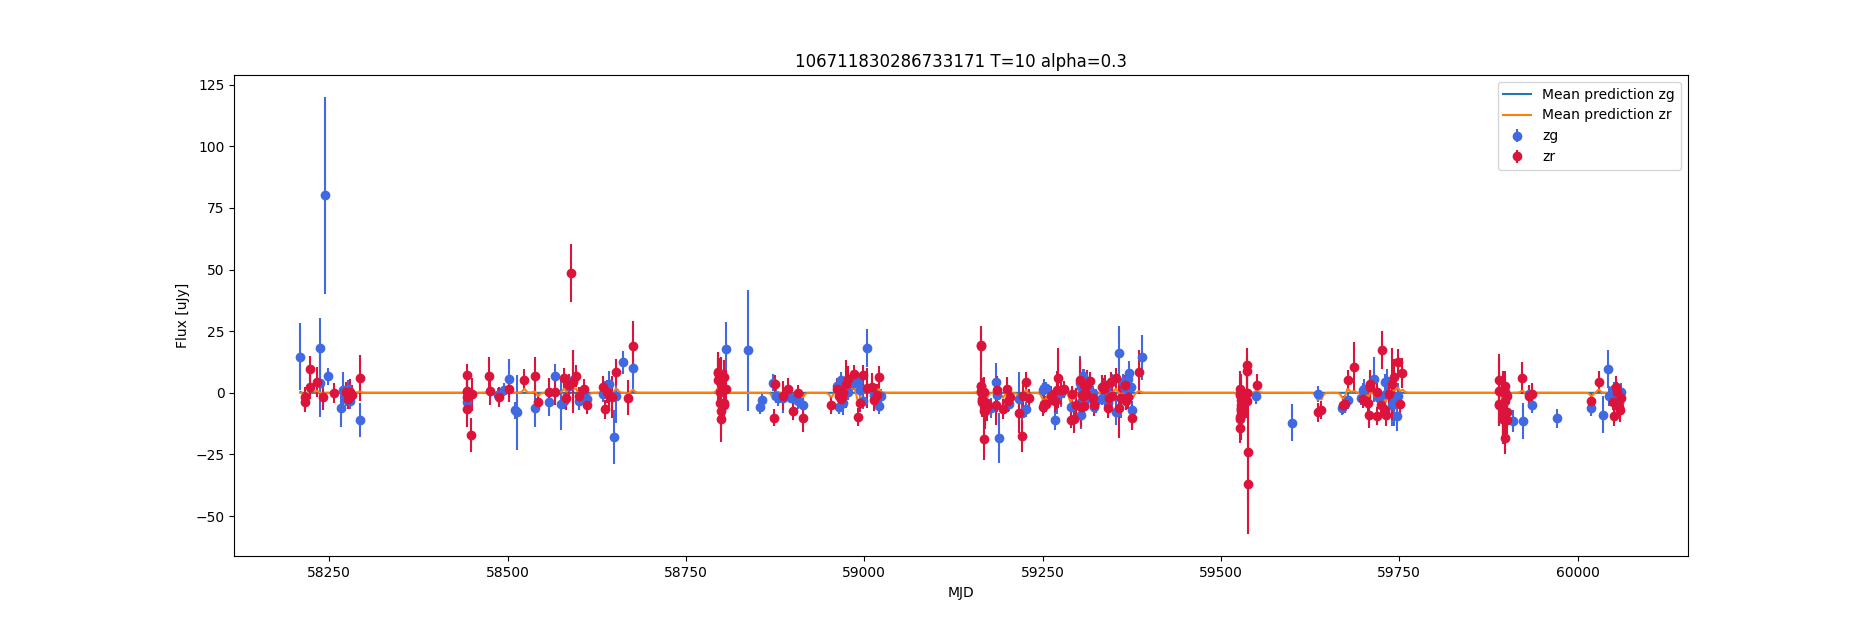 106711830286733171 T=10 alpha=0.3
125
100
75
50
25
0
−25
−50
Flux [uJy]
58250
58500
58750
59000
59250
59500
59750
60000
MJD
Mean prediction zg
Mean prediction zr
zg
zr